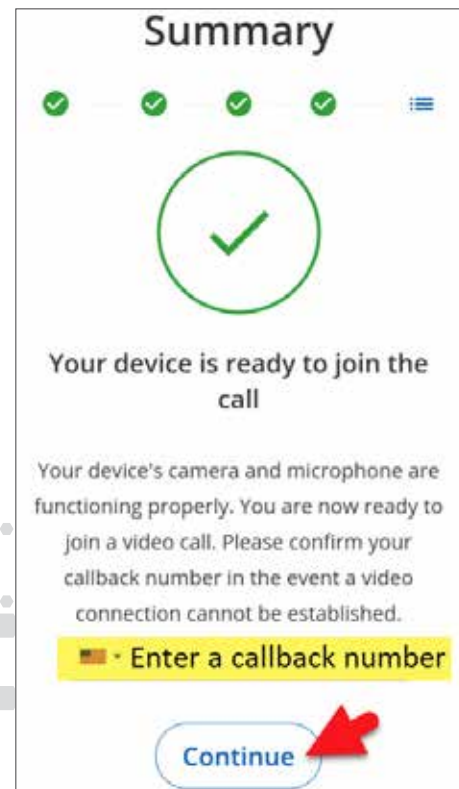 Summary
Your device is ready to join the
call
Your device's camera and microphone are
functioning properly. You are now ready to
join a video call. Please confirm your
callback number in the event a video
connection cannot be established.
Enter a callback number
Continue